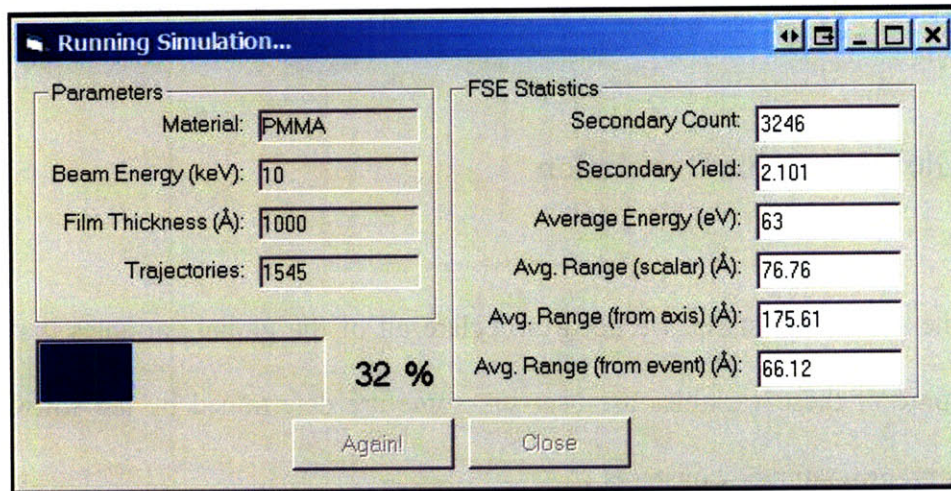 Running Simulation...
Parameters
Material: PMMA
Beam Energy (keV): 10
Film Thickness (Å): 1000
Trajectories: 1545
32 %
FSE Statistics
Secondary Count: 3246
Secondary Yield: 2.101
Average Energy (eV): 63
Avg. Range (scalar) (Å): 76.76
Avg. Range (from axis) (Å): 175.61
Avg. Range (from event) (Å): 66.12
Again!
Close